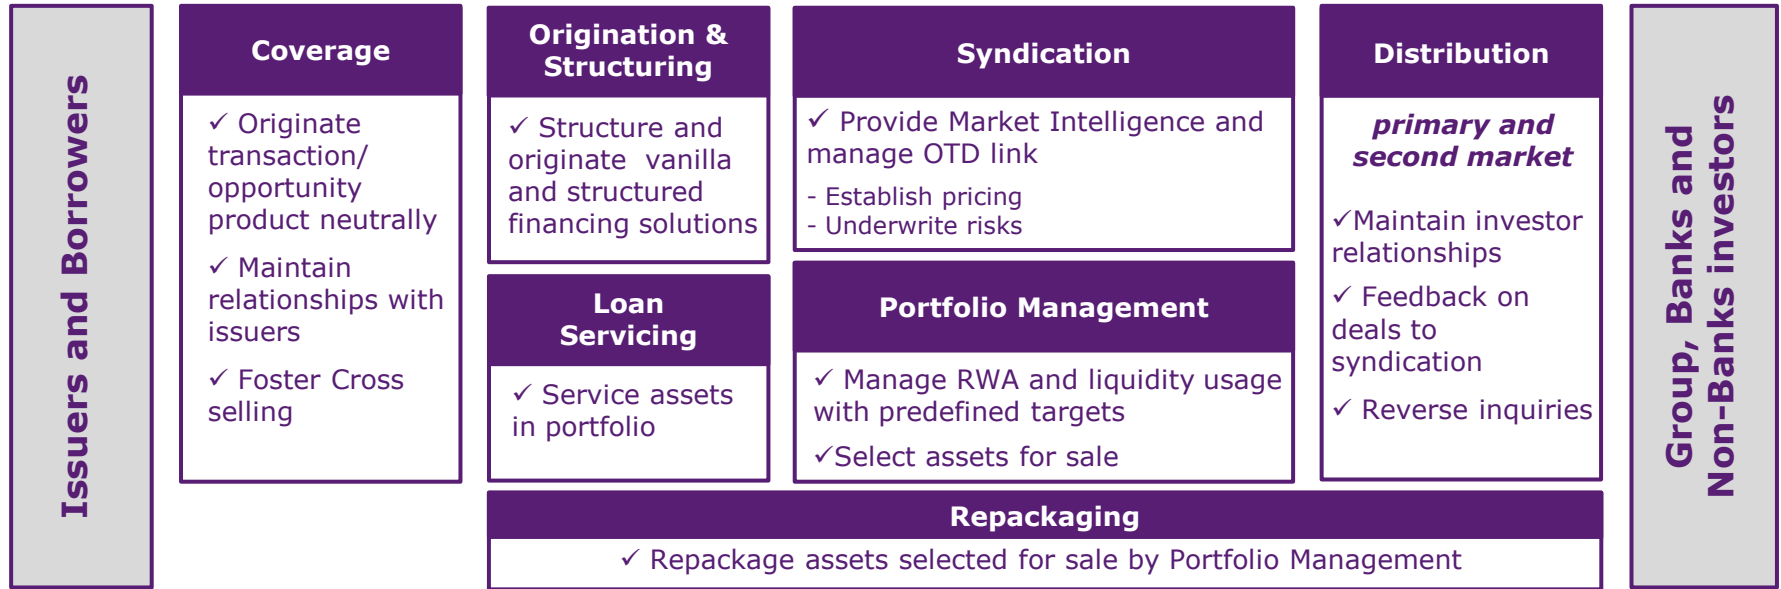 Issuers and Borrowers
Coverage
✓ Originate
transaction/
opportunity
product neutrally
✓ Maintain
relationships with
issuers
✓ Foster Cross
selling
Origination &
Structuring
✓ Structure and
originate vanilla
and structured
financing solutions
Loan
Servicing
✓ Service assets
in portfolio
Syndication
✓ Provide Market Intelligence and
manage OTD link
- Establish pricing
- Underwrite risks
Portfolio Management
✓ Manage RWA and liquidity usage
with predefined targets
✓Select assets for sale
Distribution
primary and
second market
✓Maintain investor
relationships
✓ Feedback on
deals to
syndication
✓ Reverse inquiries
Repackaging
✓ Repackage assets selected for sale by Portfolio Management
Group, Banks and
Non-Banks investors